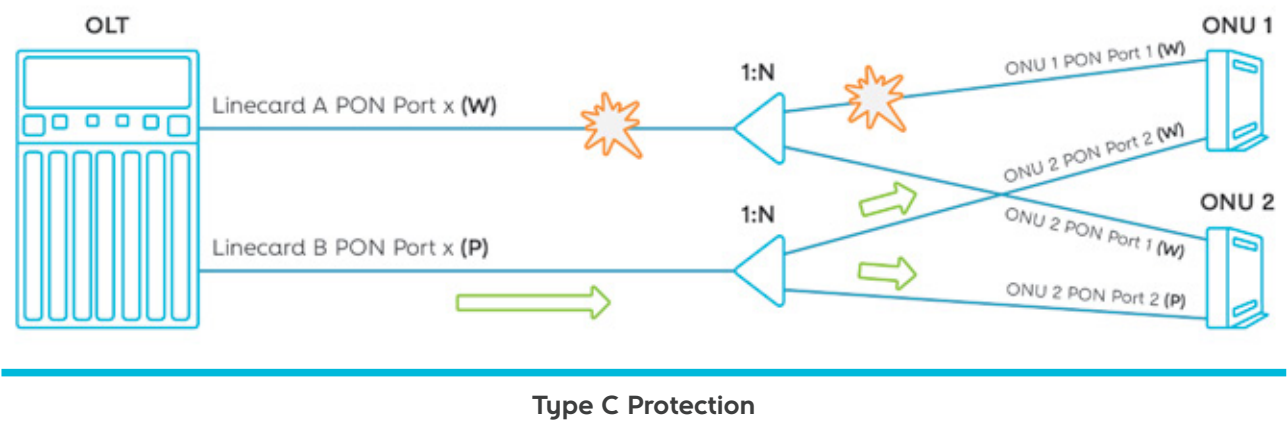 OLT
ONU 1
1:N
ONU 1 PON Port 1 (W)
Linecard A PON Port x (W)
ONU 2 PON Port 2 (W)
1:N
ONU 2
ONU 2 PON Port 1 (W)
Linecard B PON Port x (P)
ONU 2 PON Port 2 (P)
Type C Protection